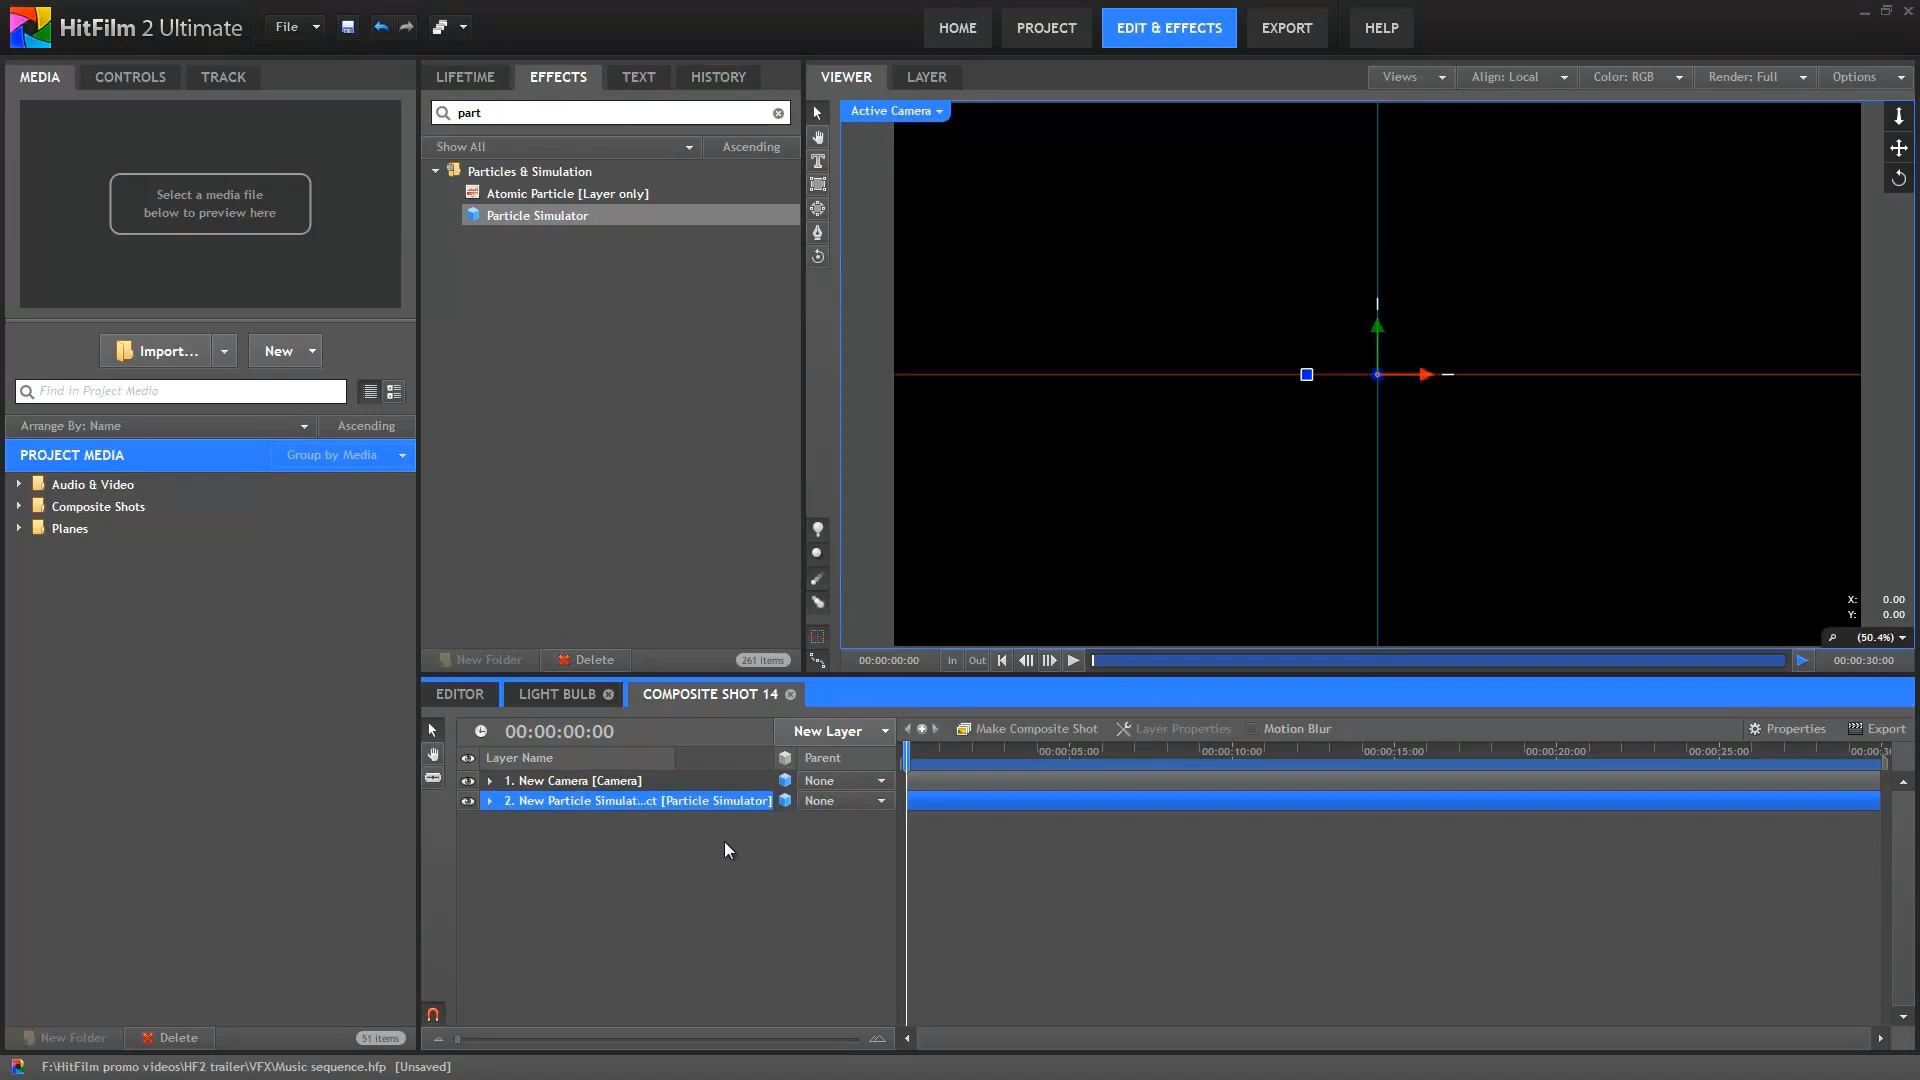 HitFilm 2 Ultimate
File
HOME
PROJECT
EDIT & EFFECTS
EXPORT
HELP
MEDIA
CONTROLS
TRACK
Select a media file
below to preview here
Import...
New
Find in Project Media
Arrange By: Name
Ascending
PROJECT MEDIA
Group by Media
Audio & Video
Composite Shots
Planes
New Folder
Delete
51 items
LIFETIME
EFFECTS
TEXT
HISTORY
part
Show All
Ascending
Particles & Simulation
Atomic Particle [Layer only]
Particle Simulator
New Folder
Delete
261 items
VIEWER
LAYER
Views
Align: Local
Color: RGB
Render: Full
Options
Active Camera
X: 0.00
Y: 0.00
(50.4%)
00:00:00:00
In
Out
00:00:30:00
EDITOR
LIGHT BULB
COMPOSITE SHOT 14
00:00:00:00
New Layer
Make Composite Shot
Layer Properties
Motion Blur
Properties
Export
Layer Name
Parent
00:00:05:00
00:00:10:00
00:00:15:00
00:00:20:00
00:00:25:00
00:00:3
1. New Camera [Camera]
None
2. New Particle Simulat...ct [Particle Simulator]
None
F:\HitFilm promo videos\HF2 trailer\VFX\Music sequence.hfp [Unsaved]